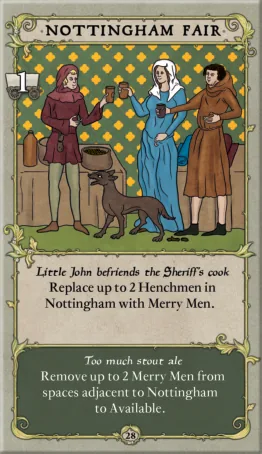 NOTTINGHAM FAIR
1
Little John befriends the Sheriff's cook
Replace up to 2 Henchmen in
Nottingham with Merry Men.
Too much stout ale
Remove up to 2 Merry Men from
spaces adjacent to Nottingham
to Available.
28